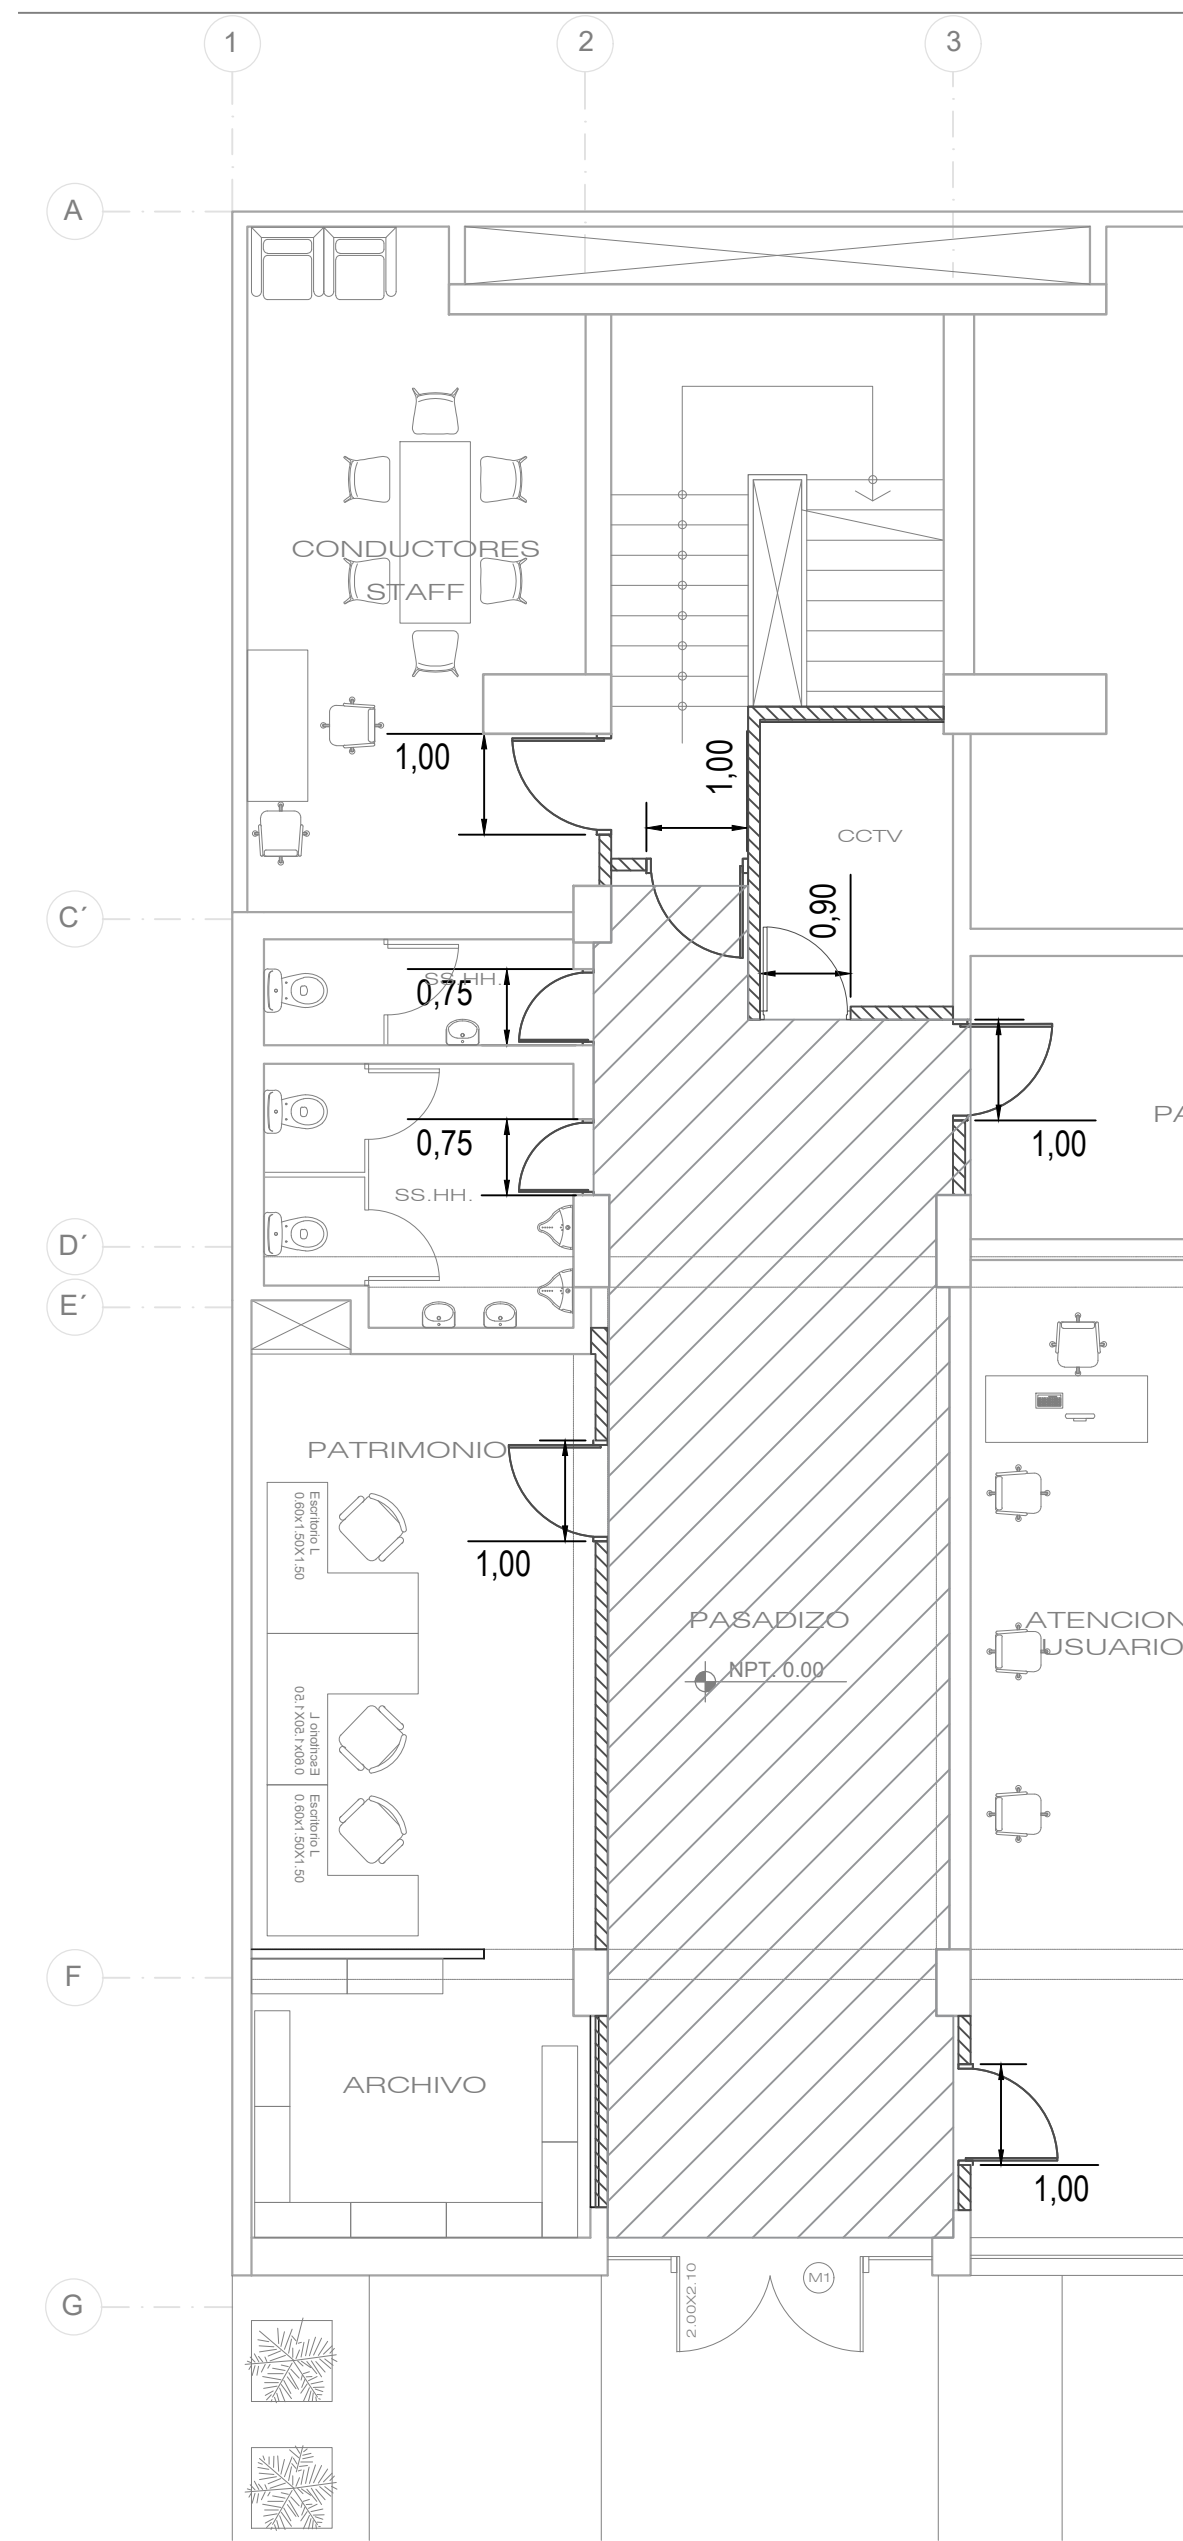 1
2
3
A
CONDUCTORES
STAFF
1,00
1,00
CCTV
0,90
C´
SS.HH.
0,75
0,75
1,00
PA
SS.HH.
D´
E´
PATRIMONIO
Escritorio L
0.60x1.50X1.50
1,00
PASADIZO
NPT. 0.00
ATENCION
USUARIO
Escritorio L
0.60x1.50X1.50
Escritorio L
0.60x1.50X1.50
F
ARCHIVO
1,00
2.00X2.10
M1
G